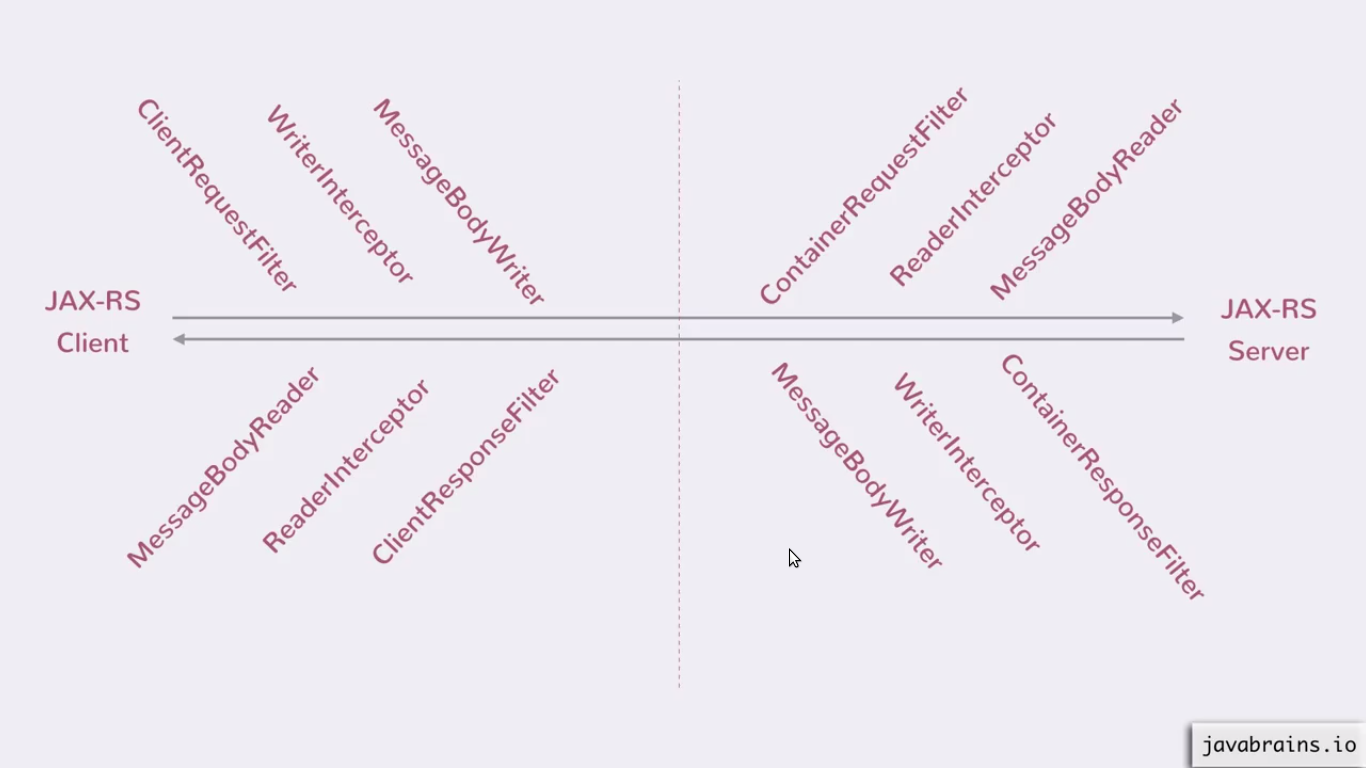 ClientRequestFilter
WriterInterceptor
MessageBodyWriter
ContainerRequestFilter
ReaderInterceptor
MessageBodyReader
JAX-RS
Client
JAX-RS
Server
MessageBodyReader
ReaderInterceptor
ClientResponseFilter
MessageBodyWriter
WriterInterceptor
ContainerResponseFilter
javabrains.io